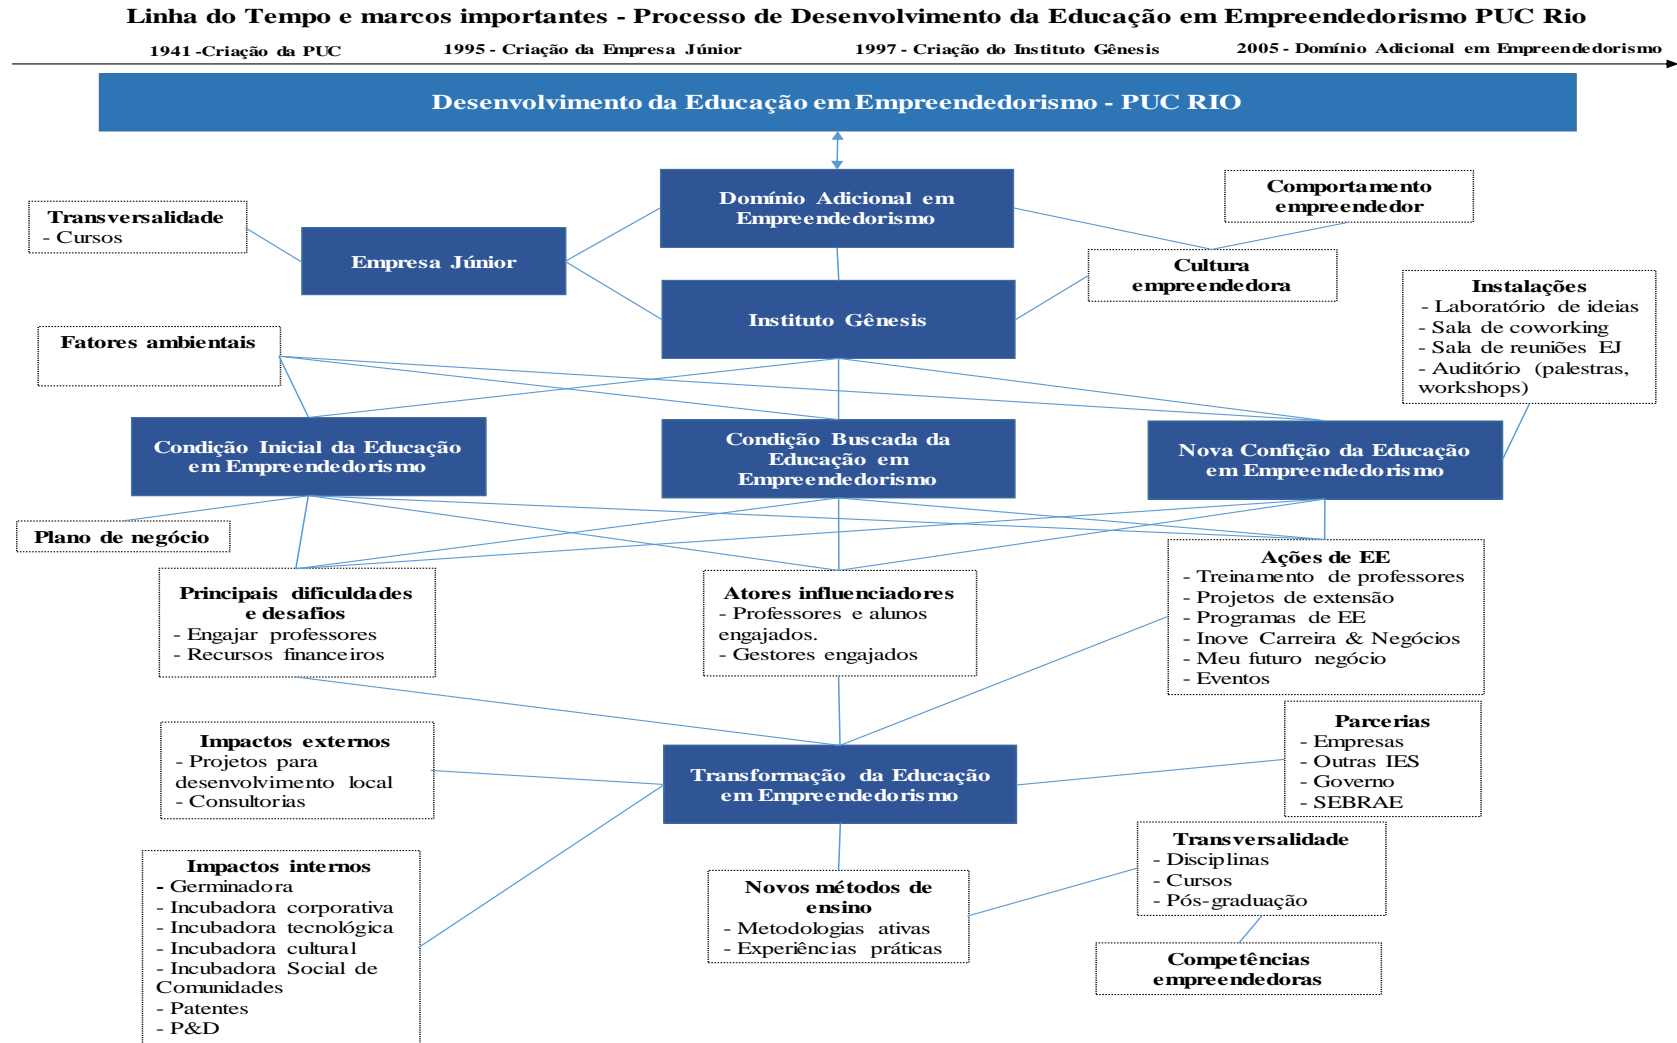 Linha do Tempo e marcos importantes - Processo de Desenvolvimento da Educação em Empreendedorismo PUC Rio
1941 -Criação da PUC
1995 - Criação da Empresa Júnior
1997 - Criação do Instituto Gênesis
2005 - Domínio Adicional em Empreendedorismo
Desenvolvimento da Educação em Empreendedorismo - PUC RIO
Domínio Adicional em
Empreendedorismo
Comportamento
empreendedor
Transversalidade
- Cursos
Empresa Júnior
Cultura
empreendedora
Instalações
- Laboratório de ideias
- Sala de coworking
- Sala de reuniões EJ
- Auditório (palestras,
workshops)
Instituto Gênesis
Fatores ambientais
Condição Inicial da Educação
em Empreendedorismo
Condição Buscada da
Educação em
Empreendedorismo
Nova Confição da Educação
em Empreendedorismo
Plano de negócio
Principais dificuldades
e desafios
- Engajar professores
- Recursos financeiros
Atores influenciadores
- Professores e alunos
engajados.
- Gestores engajados
Ações de EE
- Treinamento de professores
- Projetos de extensão
- Programas de EE
- Inove Carreira & Negócios
- Meu futuro negócio
- Eventos
Impactos externos
- Projetos para
desenvolvimento local
- Consultorias
Transformação da Educação
em Empreendedorismo
Parcerias
- Empresas
- Outras IES
- Governo
- SEBRAE
Impactos internos
- Germinadora
- Incubadora corporativa
- Incubadora tecnológica
- Incubadora cultural
- Incubadora Social de
Comunidades
- Patentes
- P&D
Novos métodos de
ensino
- Metodologias ativas
- Experiências práticas
Transversalidade
- Disciplinas
- Cursos
- Pós-graduação
Competências
empreendedoras